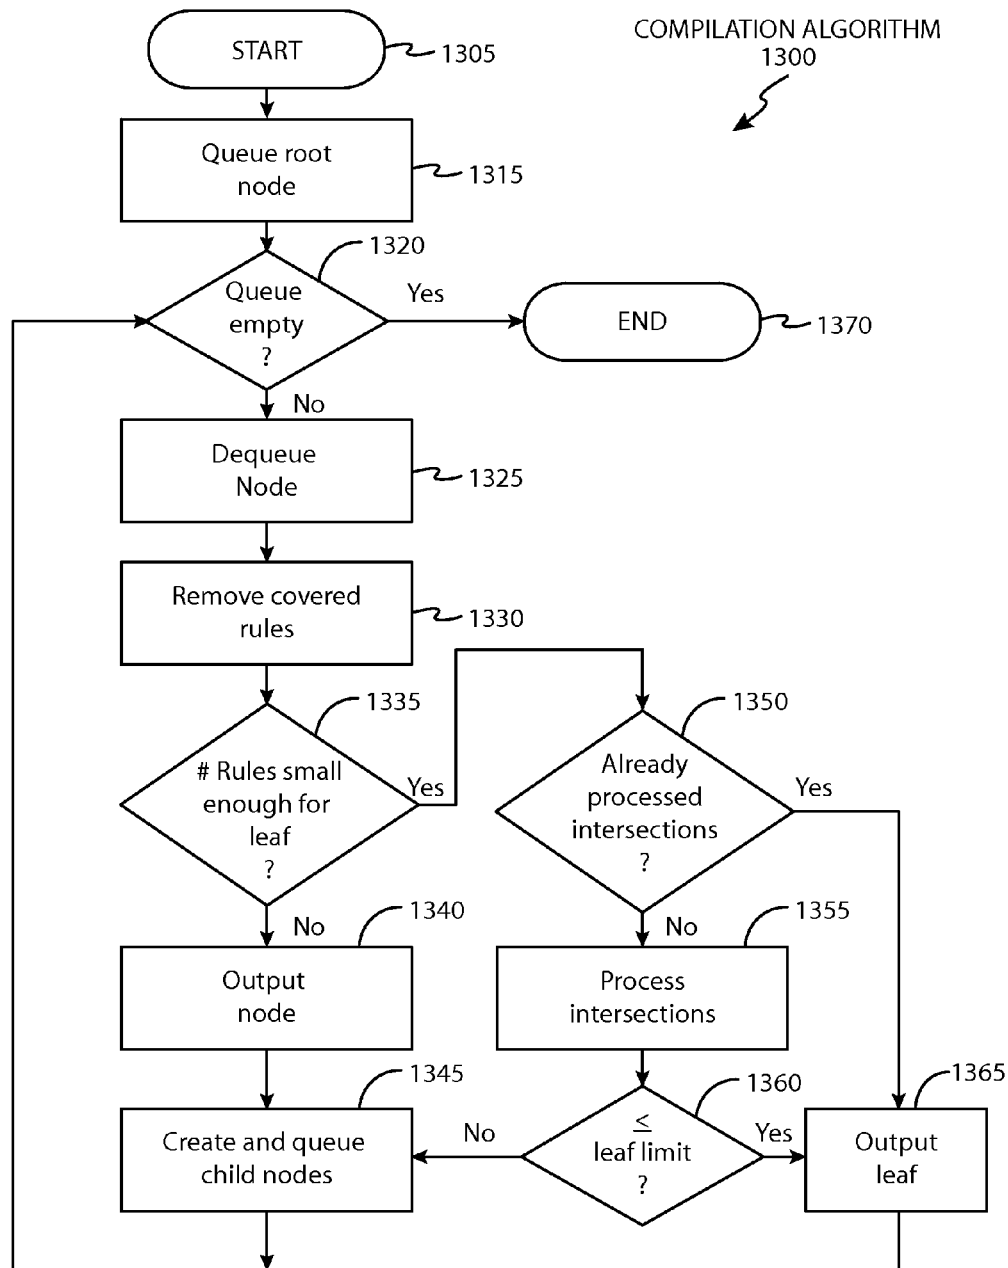 COMPILATION ALGORITHM
1300
START
1305
Queue root
node
1315
1320
Queue
empty
?
Yes
END
1370
No
Dequeue
Node
1325
Remove covered
rules
1330
1335
# Rules small
enough for
leaf
?
Yes
1350
Already
processed
intersections
?
Yes
No
1340
Output
node
No
1355
Process
intersections
1345
Create and queue
child nodes
No
1360
≤
leaf limit
?
Yes
1365
Output
leaf